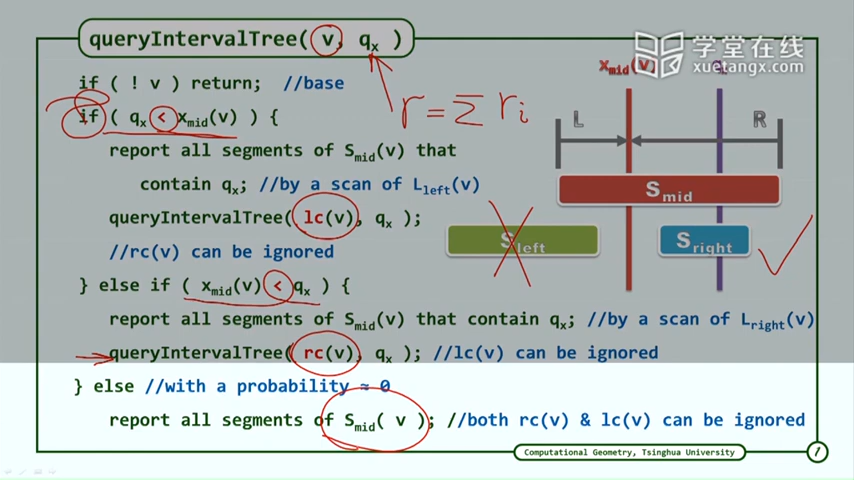 queryIntervalTree( v, qx )
学堂在线
xuetangx.com
if ( ! v ) return; //base
xmid(v)
if ( qx < xmid(v) ) {
r = Σ ri
L
R
report all segments of Smid(v) that
contain qx; //by a scan of Lleft(v)
Smid
queryIntervalTree( lc(v), qx );
Sleft
Sright
//rc(v) can be ignored
} else if ( xmid(v) < qx ) {
report all segments of Smid(v) that contain qx; //by a scan of Lright(v)
queryIntervalTree( rc(v), qx ); //lc(v) can be ignored
} else //with a probability ≈ 0
report all segments of Smid( v ); //both rc(v) & lc(v) can be ignored
Computational Geometry, Tsinghua University